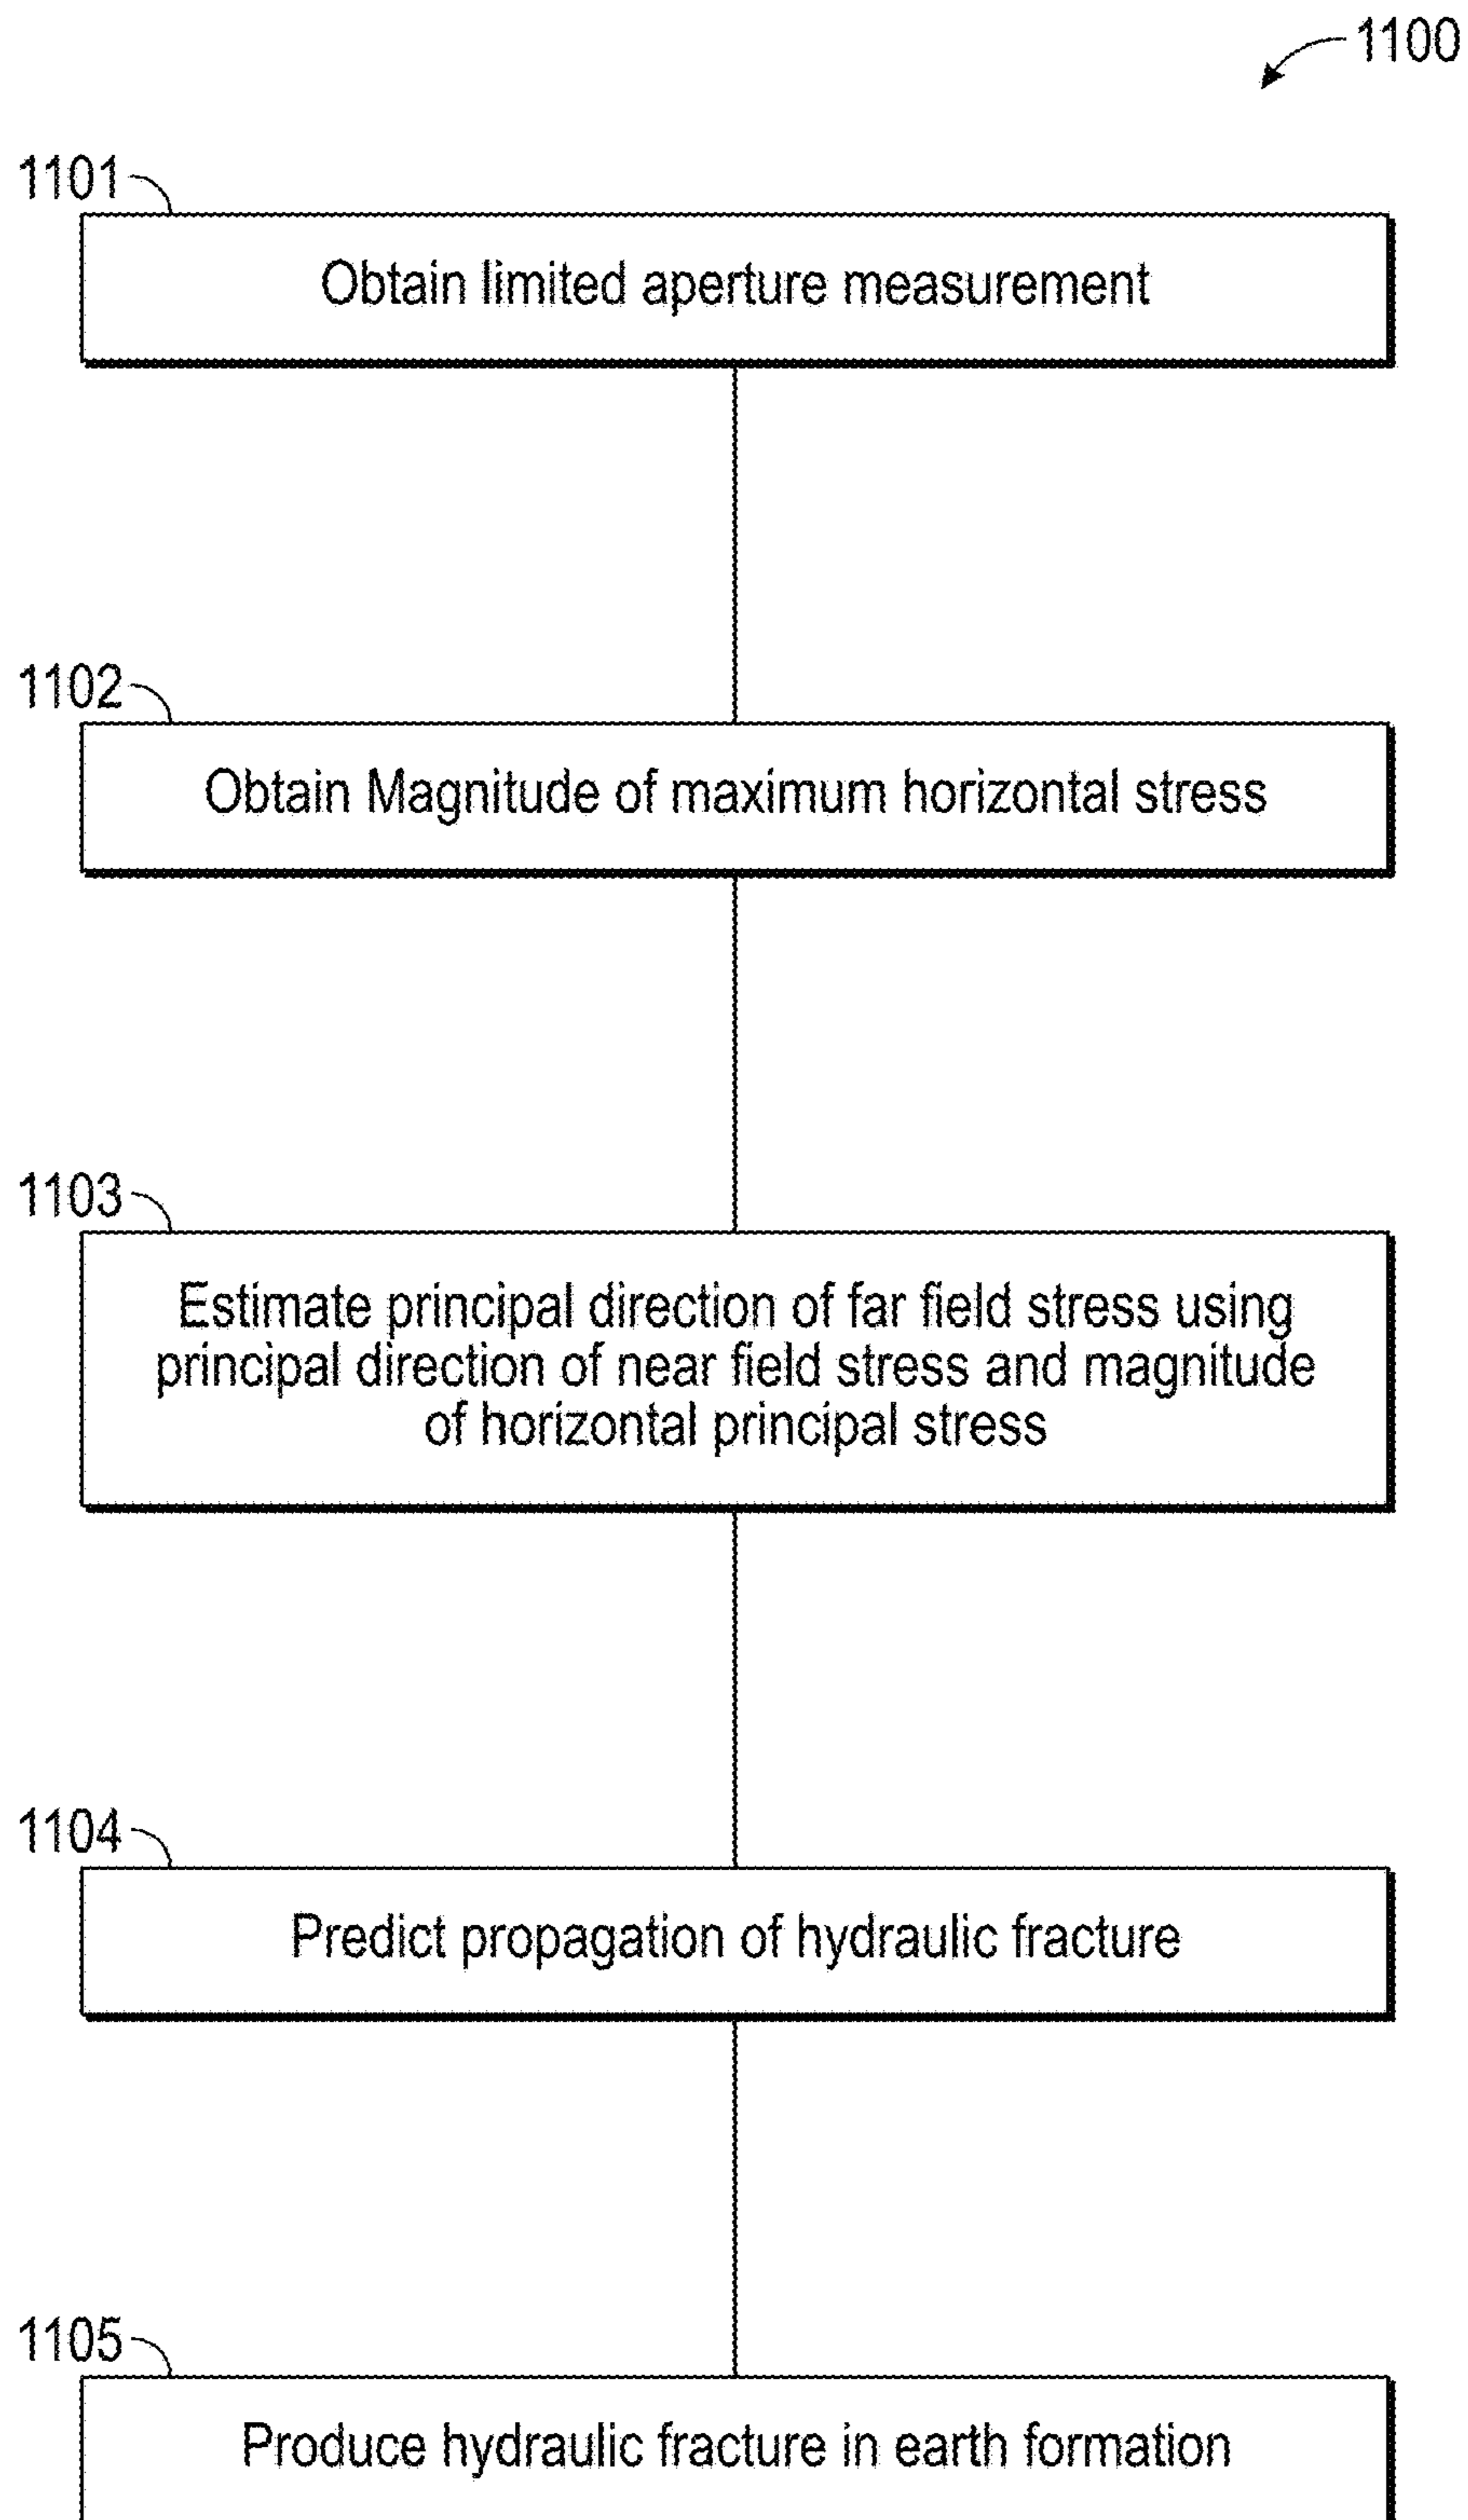 1100
1101
Obtain limited aperture measurement
1102
Obtain Magnitude of maximum horizontal stress
1103
Estimate principal direction of far field stress using
principal direction of near field stress and magnitude
of horizontal principal stress
1104
Predict propagation of hydraulic fracture
1105
Produce hydraulic fracture in earth formation